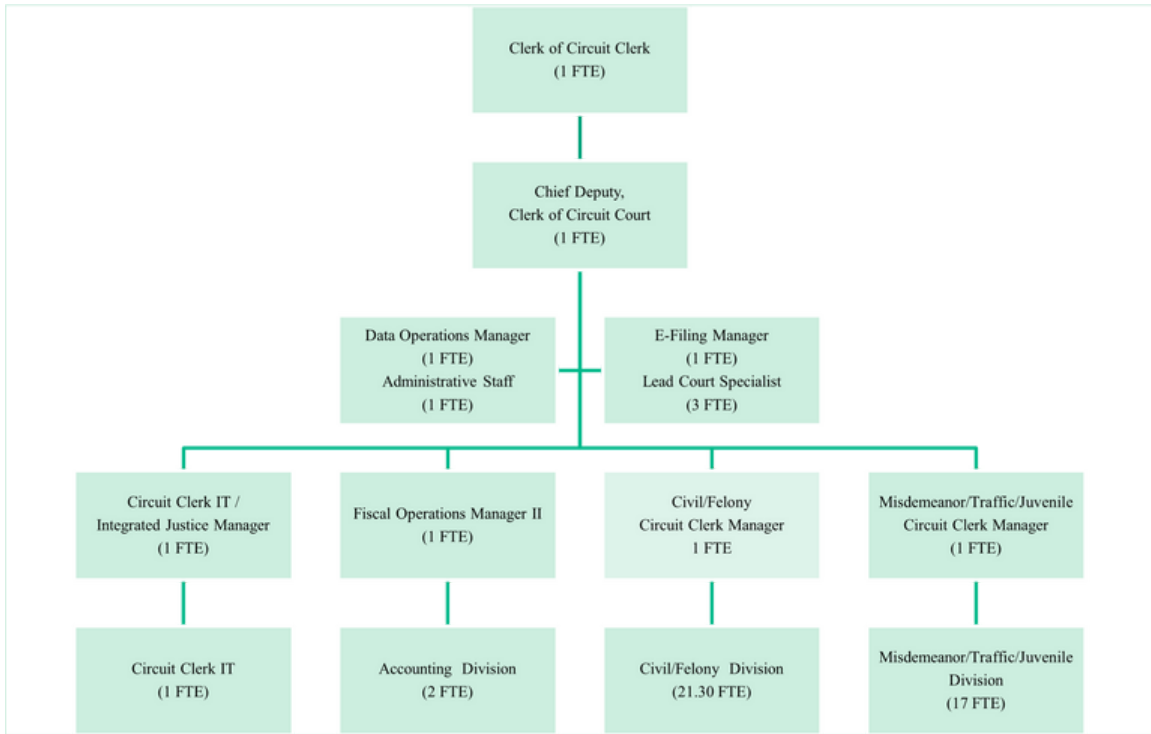 Clerk of Circuit Clerk
(1 FTE)
Chief Deputy,
Clerk of Circuit Court
(1 FTE)
Data Operations Manager
(1 FTE)
Administrative Staff
(1 FTE)
E-Filing Manager
(1 FTE)
Lead Court Specialist
(3 FTE)
Circuit Clerk IT /
Integrated Justice Manager
(1 FTE)
Fiscal Operations Manager II
(1 FTE)
Civil/Felony
Circuit Clerk Manager
1 FTE
Misdemeanor/Traffic/Juvenile
Circuit Clerk Manager
(1 FTE)
Circuit Clerk IT
(1 FTE)
Accounting Division
(2 FTE)
Civil/Felony Division
(21.30 FTE)
Misdemeanor/Traffic/Juvenile
Division
(17 FTE)